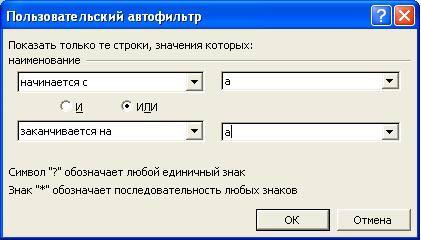 Пользовательский автофильтр
Показать только те строки, значения которых:
наименование
начинается с а
И ИЛИ
заканчивается на а
Символ "?" обозначает любой единичный знак
Знак "*" обозначает последовательность любых знаков
ОК Отмена